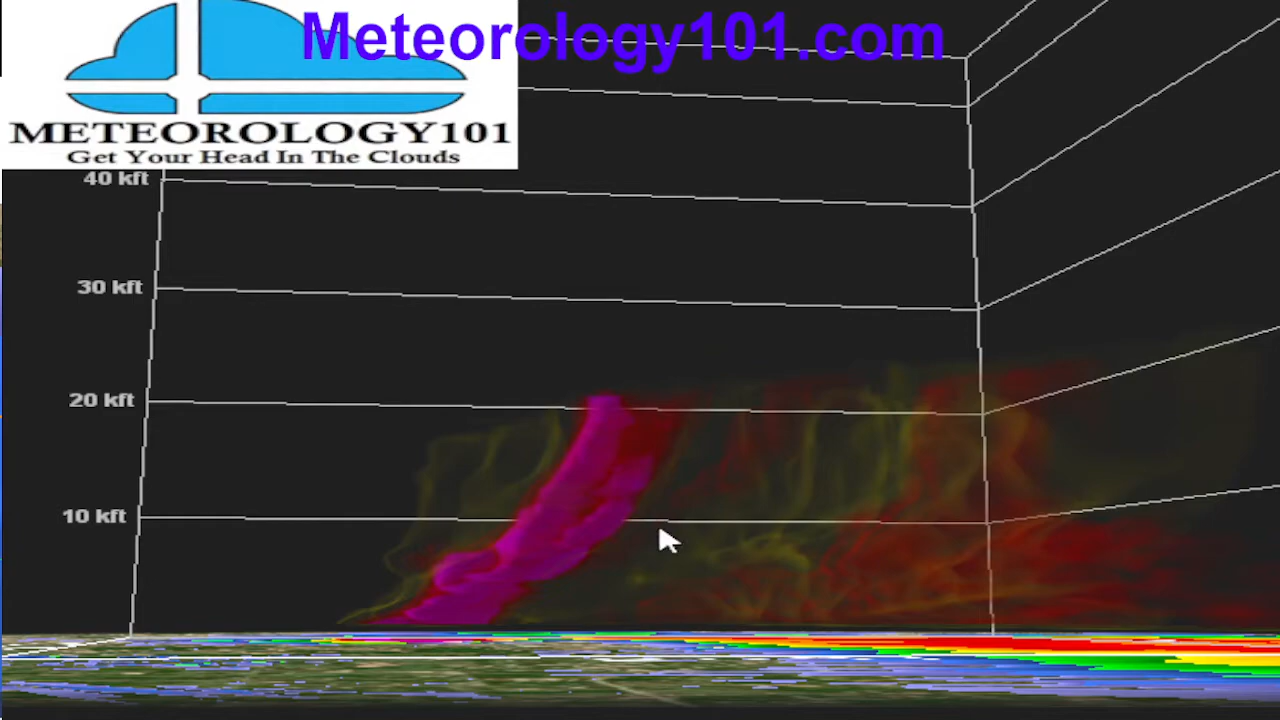 Meteorology101.com
METEOROLOGY101
Get Your Head In The Clouds
40 kft
30 kft
20 kft
10 kft